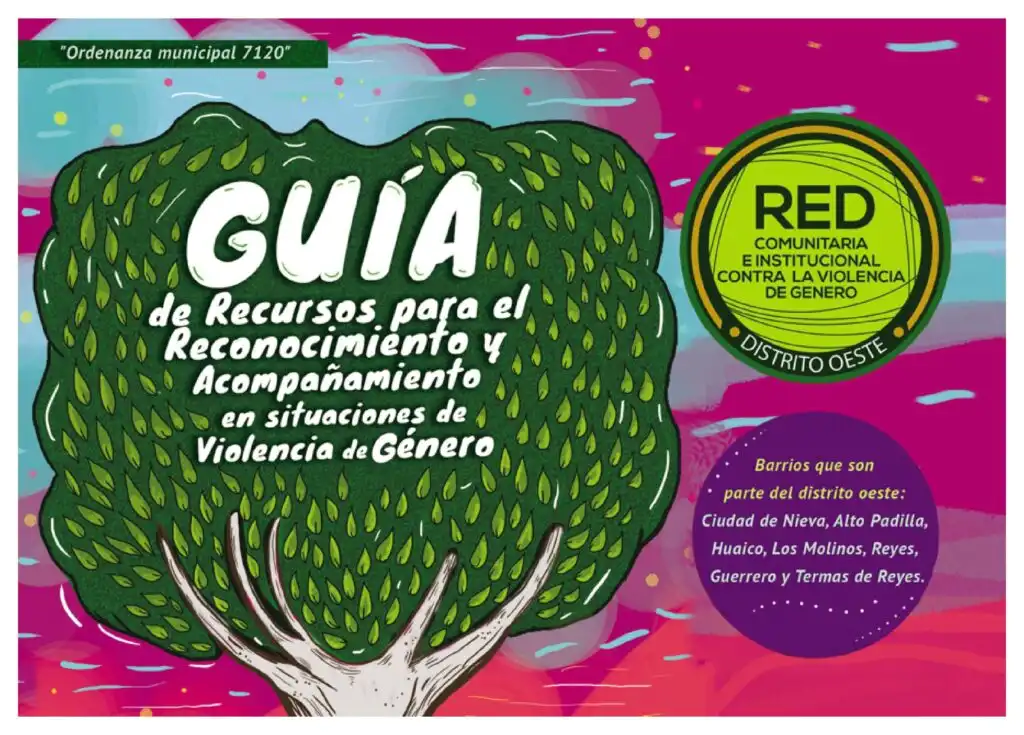 "Ordenanza municipal 7120"
GUÍA
de Recursos para el
Reconocimiento y
Acompañamiento
en situaciones de
Violencia de Género
RED
COMUNITARIA
E INSTITUCIONAL
CONTRA LA VIOLENCIA
DE GENERO
DISTRITO OESTE
Barrios que son
parte del distrito oeste:
Ciudad de Nieva, Alto Padilla,
Huaico, Los Molinos, Reyes,
Guerrero y Termas de Reyes.